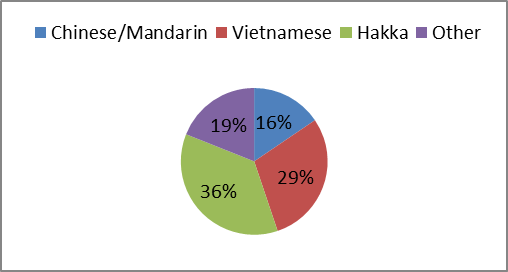 Chinese/Mandarin Vietnamese Hakka Other
19% 16%
36% 29%